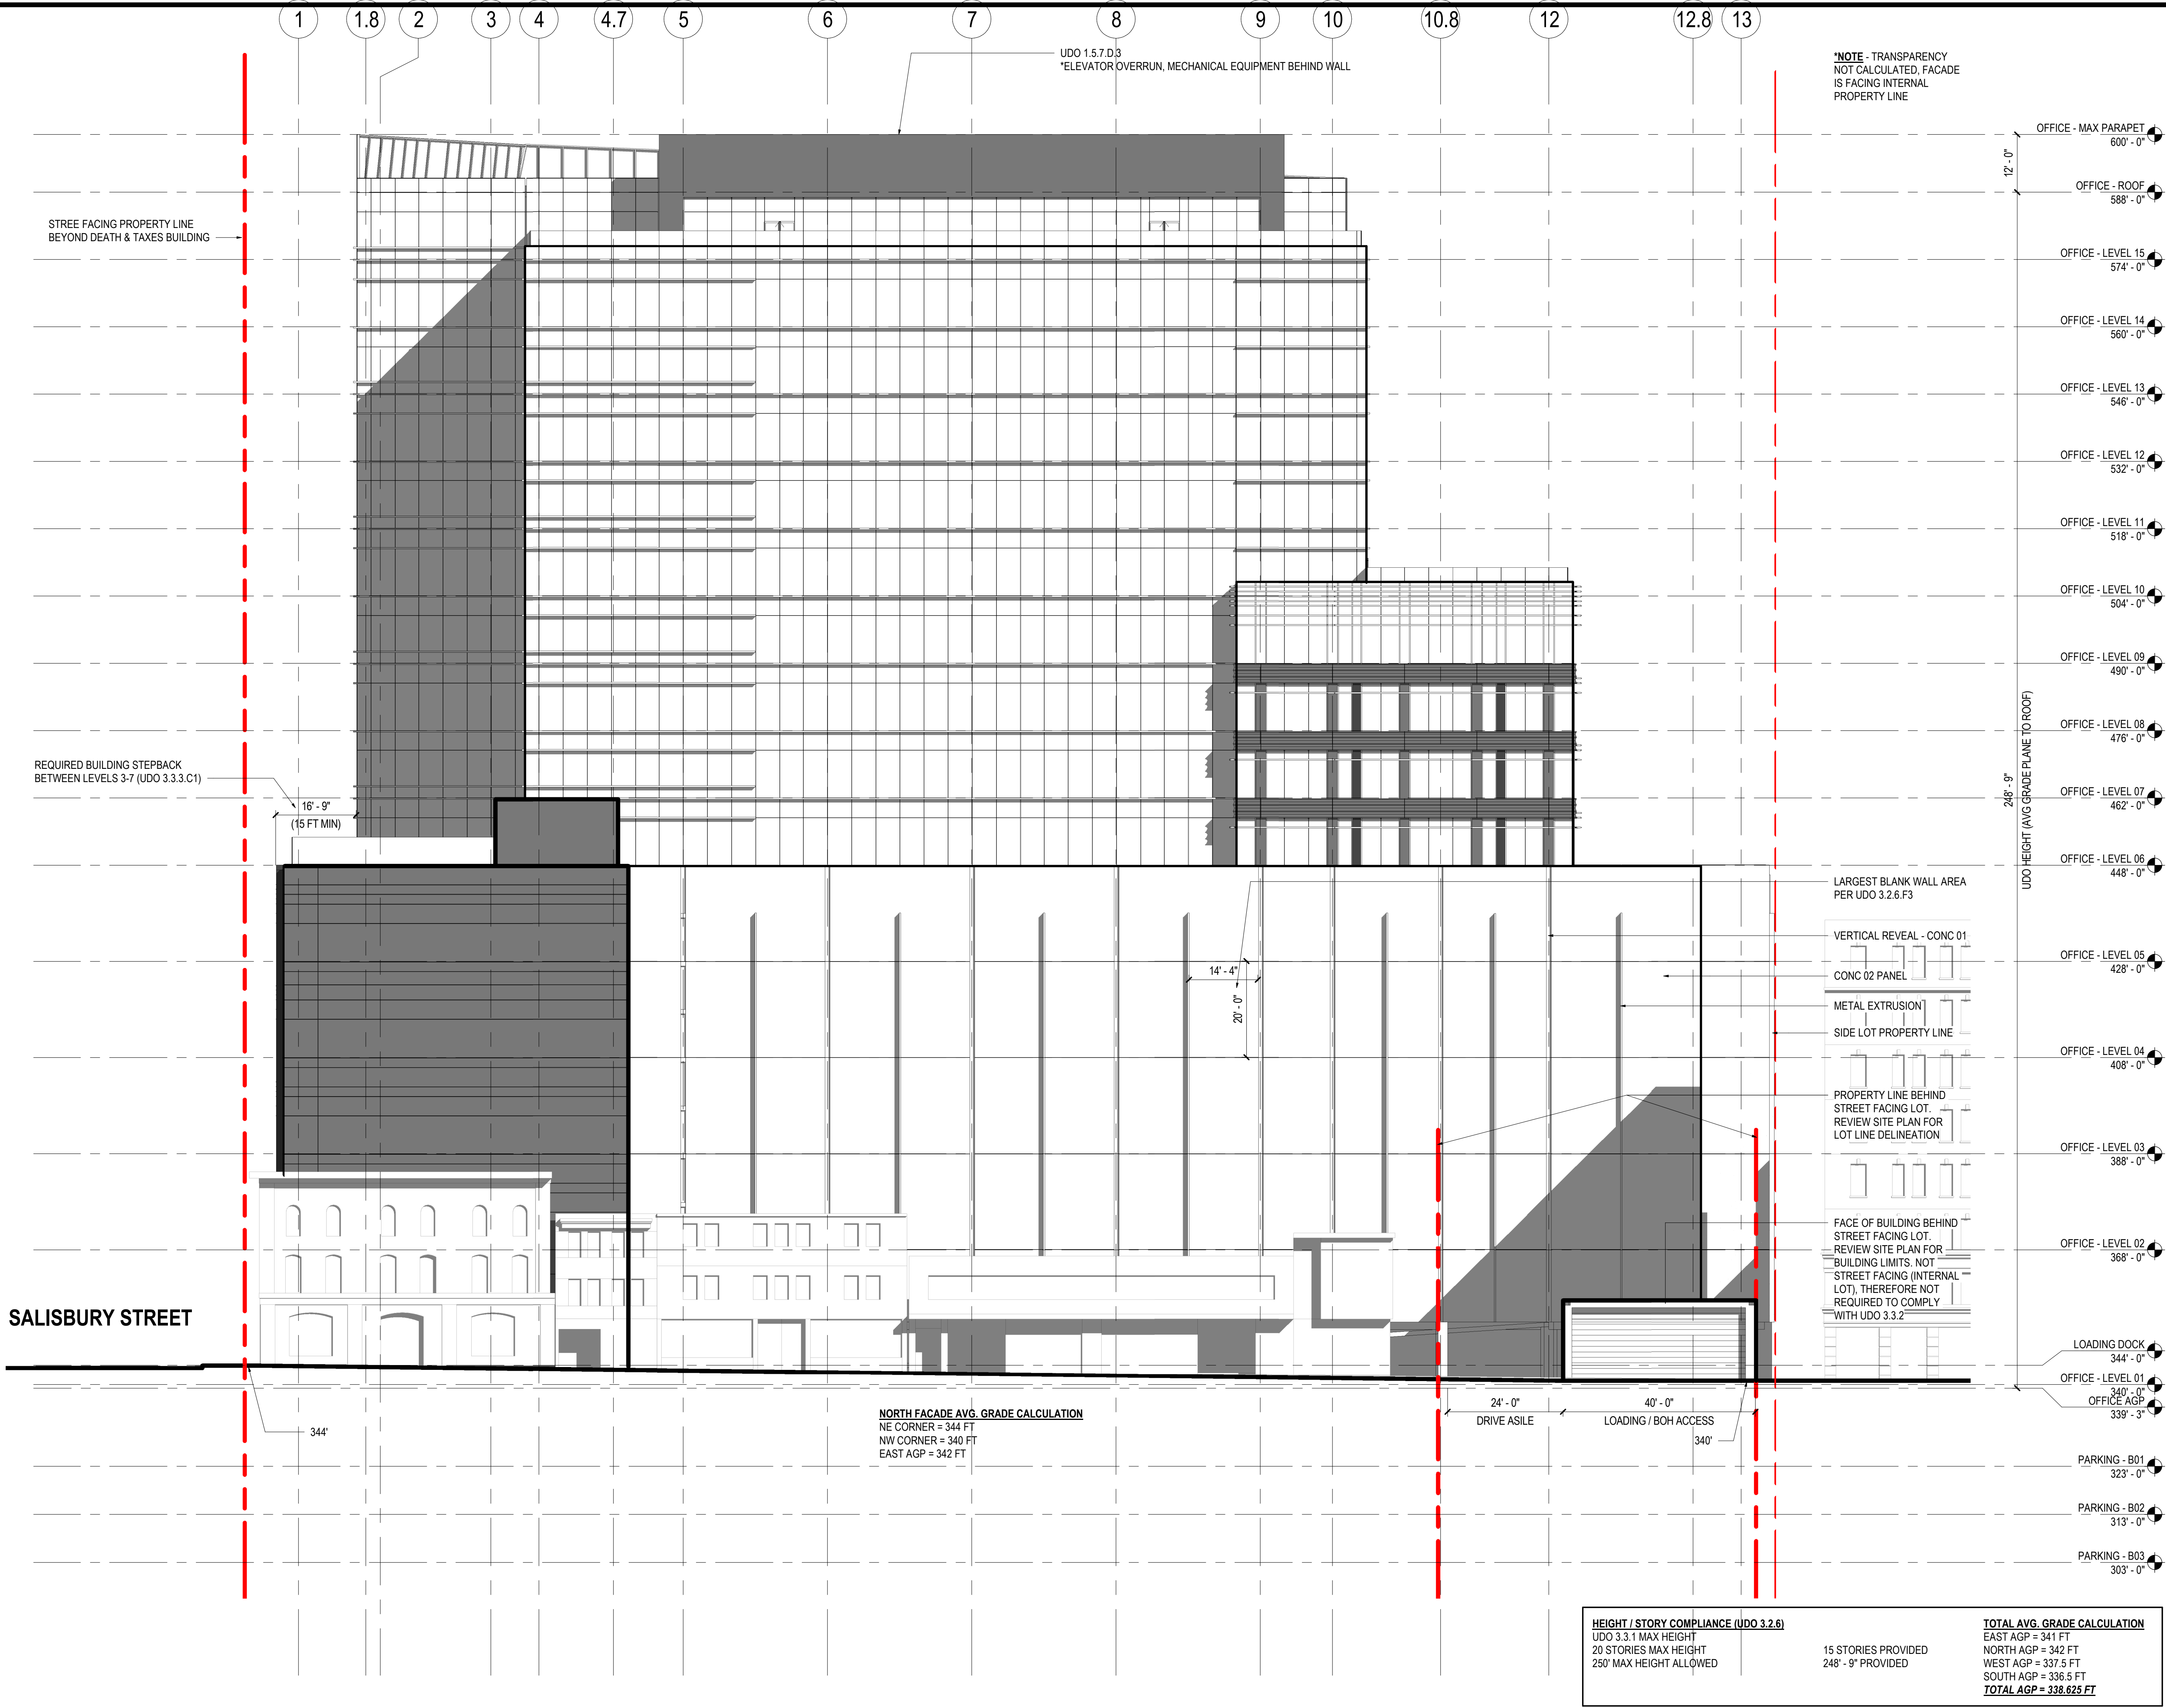 1
1.8
2
3
4
4.7
5
6
7
8
9
10
10.8
12
12.8
13
UDO 1.5.7.D.3
*ELEVATOR OVERRUN, MECHANICAL EQUIPMENT BEHIND WALL
*NOTE - TRANSPARENCY
NOT CALCULATED, FACADE
IS FACING INTERNAL
PROPERTY LINE
STREE FACING PROPERTY LINE
BEYOND DEATH & TAXES BUILDING
REQUIRED BUILDING STEPBACK
BETWEEN LEVELS 3-7 (UDO 3.3.3.C1)
16' - 9"
(15 FT MIN)
SALISBURY STREET
344'
14' - 4"
20' - 0"
NORTH FACADE AVG. GRADE CALCULATION
NE CORNER = 344 FT
NW CORNER = 340 FT
EAST AGP = 342 FT
24' - 0"
DRIVE ASILE
40' - 0"
LOADING / BOH ACCESS
340'
LARGEST BLANK WALL AREA
PER UDO 3.2.6.F3
VERTICAL REVEAL - CONC 01
CONC 02 PANEL
METAL EXTRUSION
SIDE LOT PROPERTY LINE
PROPERTY LINE BEHIND
STREET FACING LOT.
REVIEW SITE PLAN FOR
LOT LINE DELINEATION
FACE OF BUILDING BEHIND
STREET FACING LOT.
REVIEW SITE PLAN FOR
BUILDING LIMITS. NOT
STREET FACING (INTERNAL
LOT), THEREFORE NOT
REQUIRED TO COMPLY
WITH UDO 3.3.2
12' - 0"
248' - 9"
UDO HEIGHT (AVG GRADE PLANE TO ROOF)
OFFICE - MAX PARAPET
600' - 0"
OFFICE - ROOF
588' - 0"
OFFICE - LEVEL 15
574' - 0"
OFFICE - LEVEL 14
560' - 0"
OFFICE - LEVEL 13
546' - 0"
OFFICE - LEVEL 12
532' - 0"
OFFICE - LEVEL 11
518' - 0"
OFFICE - LEVEL 10
504' - 0"
OFFICE - LEVEL 09
490' - 0"
OFFICE - LEVEL 08
476' - 0"
OFFICE - LEVEL 07
462' - 0"
OFFICE - LEVEL 06
448' - 0"
OFFICE - LEVEL 05
428' - 0"
OFFICE - LEVEL 04
408' - 0"
OFFICE - LEVEL 03
388' - 0"
OFFICE - LEVEL 02
368' - 0"
LOADING DOCK
344' - 0"
OFFICE - LEVEL 01
340' - 0"
OFFICE AGP
339' - 3"
PARKING - B01
323' - 0"
PARKING - B02
313' - 0"
PARKING - B03
303' - 0"
HEIGHT / STORY COMPLIANCE (UDO 3.2.6)
UDO 3.3.1 MAX HEIGHT
20 STORIES MAX HEIGHT
250' MAX HEIGHT ALLOWED
15 STORIES PROVIDED
248' - 9" PROVIDED
TOTAL AVG. GRADE CALCULATION
EAST AGP = 341 FT
NORTH AGP = 342 FT
WEST AGP = 337.5 FT
SOUTH AGP = 336.5 FT
TOTAL AGP = 338.625 FT